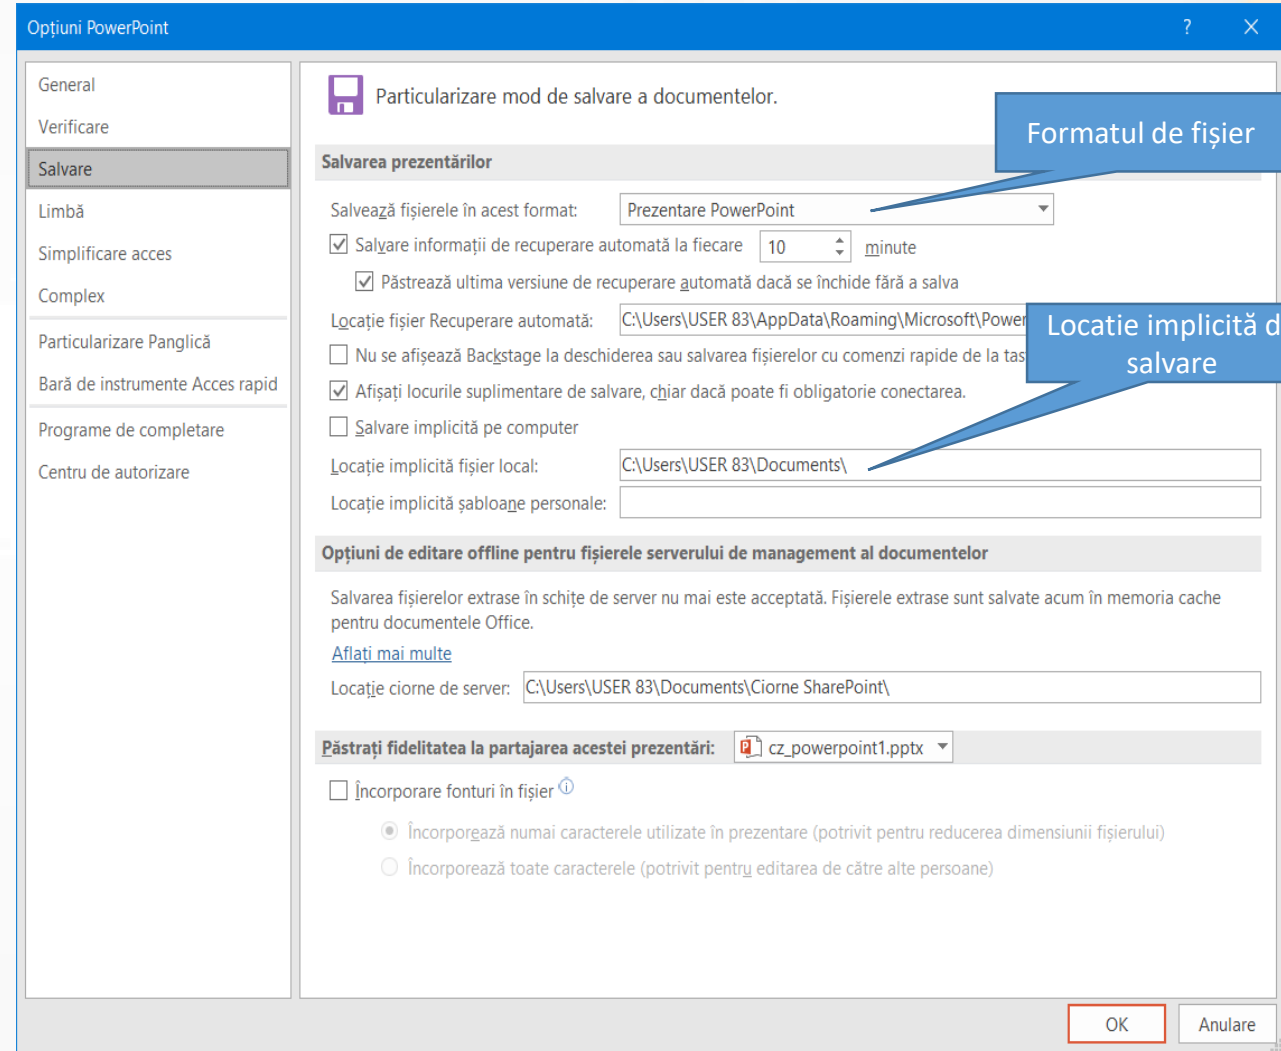 Opțiuni PowerPoint
General
Verificare
Salvare
Limbă
Simplificare acces
Complex
Particularizare Panglică
Bară de instrumente Acces rapid
Programe de completare
Centru de autorizare
Particularizare mod de salvare a documentelor.
Formatul de fișier
Salvarea prezentărilor
Salvează fișierele în acest format: Prezentare PowerPoint
Salvare informații de recuperare automată la fiecare 10 minute
Păstrează ultima versiune de recuperare automată dacă se închide fără a salva
Locație fișier Recuperare automată: C:\Users\USER 83\AppData\Roaming\Microsoft\Power
Locatie implicită d
salvare
Nu se afișează Backstage la deschiderea sau salvarea fișierelor cu comenzi rapide de la tas
Afișați locurile suplimentare de salvare, chiar dacă poate fi obligatorie conectarea.
Salvare implicită pe computer
Locație implicită fișier local: C:\Users\USER 83\Documents\
Locație implicită șabloane personale:
Opțiuni de editare offline pentru fișierele serverului de management al documentelor
Salvarea fișierelor extrase în schițe de server nu mai este acceptată. Fișierele extrase sunt salvate acum în memoria cache
pentru documentele Office.
Aflați mai multe
Locație ciorne de server: C:\Users\USER 83\Documents\Ciorne SharePoint\
Păstrați fidelitatea la partajarea acestei prezentări: cz_powerpoint1.pptx
Încorporare fonturi în fișier
Încorporează numai caracterele utilizate în prezentare (potrivit pentru reducerea dimensiunii fișierului)
Încorporează toate caracterele (potrivit pentru editarea de către alte persoane)
OK
Anulare